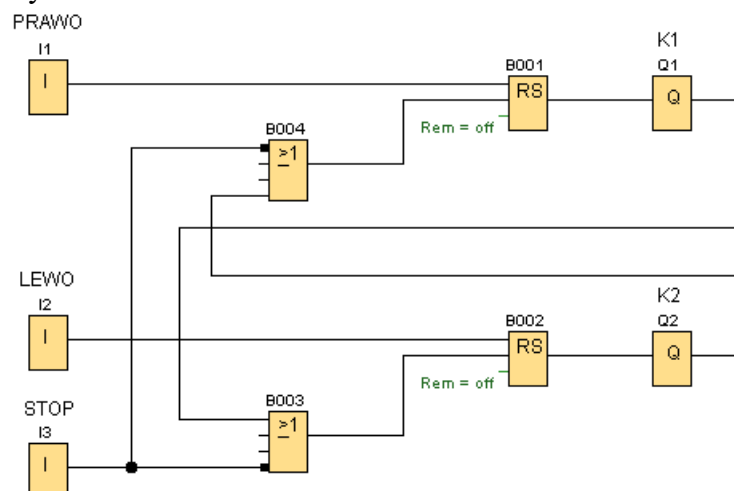 PRAWO
I1
I
B001
RS
Rem = off
K1
Q1
Q
B004
≥1
LEWO
I2
I
B002
RS
Rem = off
K2
Q2
Q
STOP
I3
I
B003
≥1